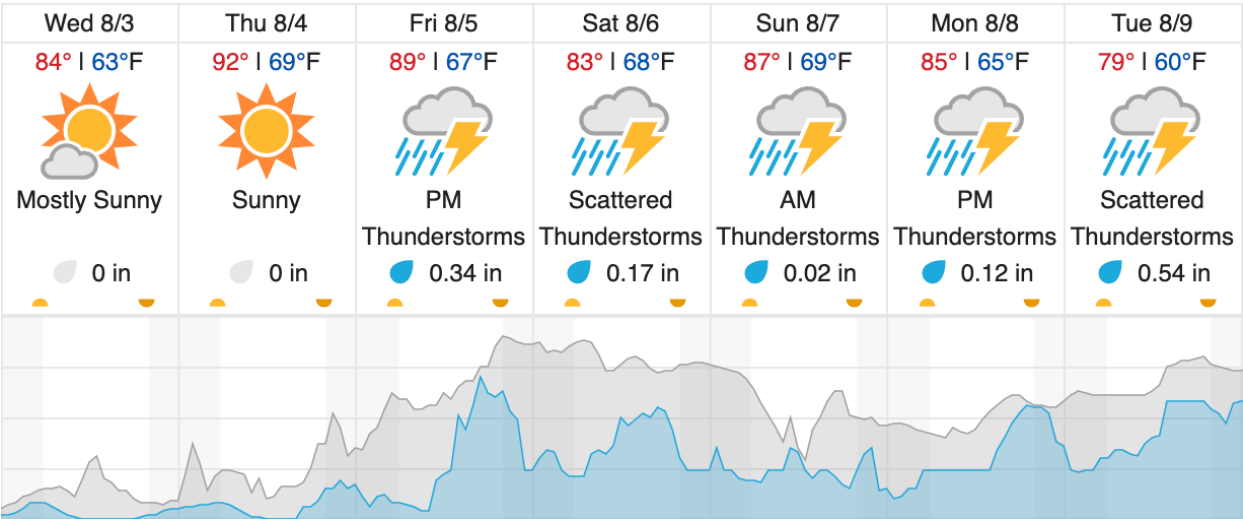 Wed 8/3 Thu 8/4 Fri 8/5 Sat 8/6 Sun 8/7 Mon 8/8 Tue 8/9
84° | 63°F 92° | 69°F 89° | 67°F 83° | 68°F 87° | 69°F 85° | 65°F 79° | 60°F
Mostly Sunny Sunny PM Scattered AM PM Scattered
Thunderstorms Thunderstorms Thunderstorms Thunderstorms Thunderstorms
0 in 0 in 0.34 in 0.17 in 0.02 in 0.12 in 0.54 in